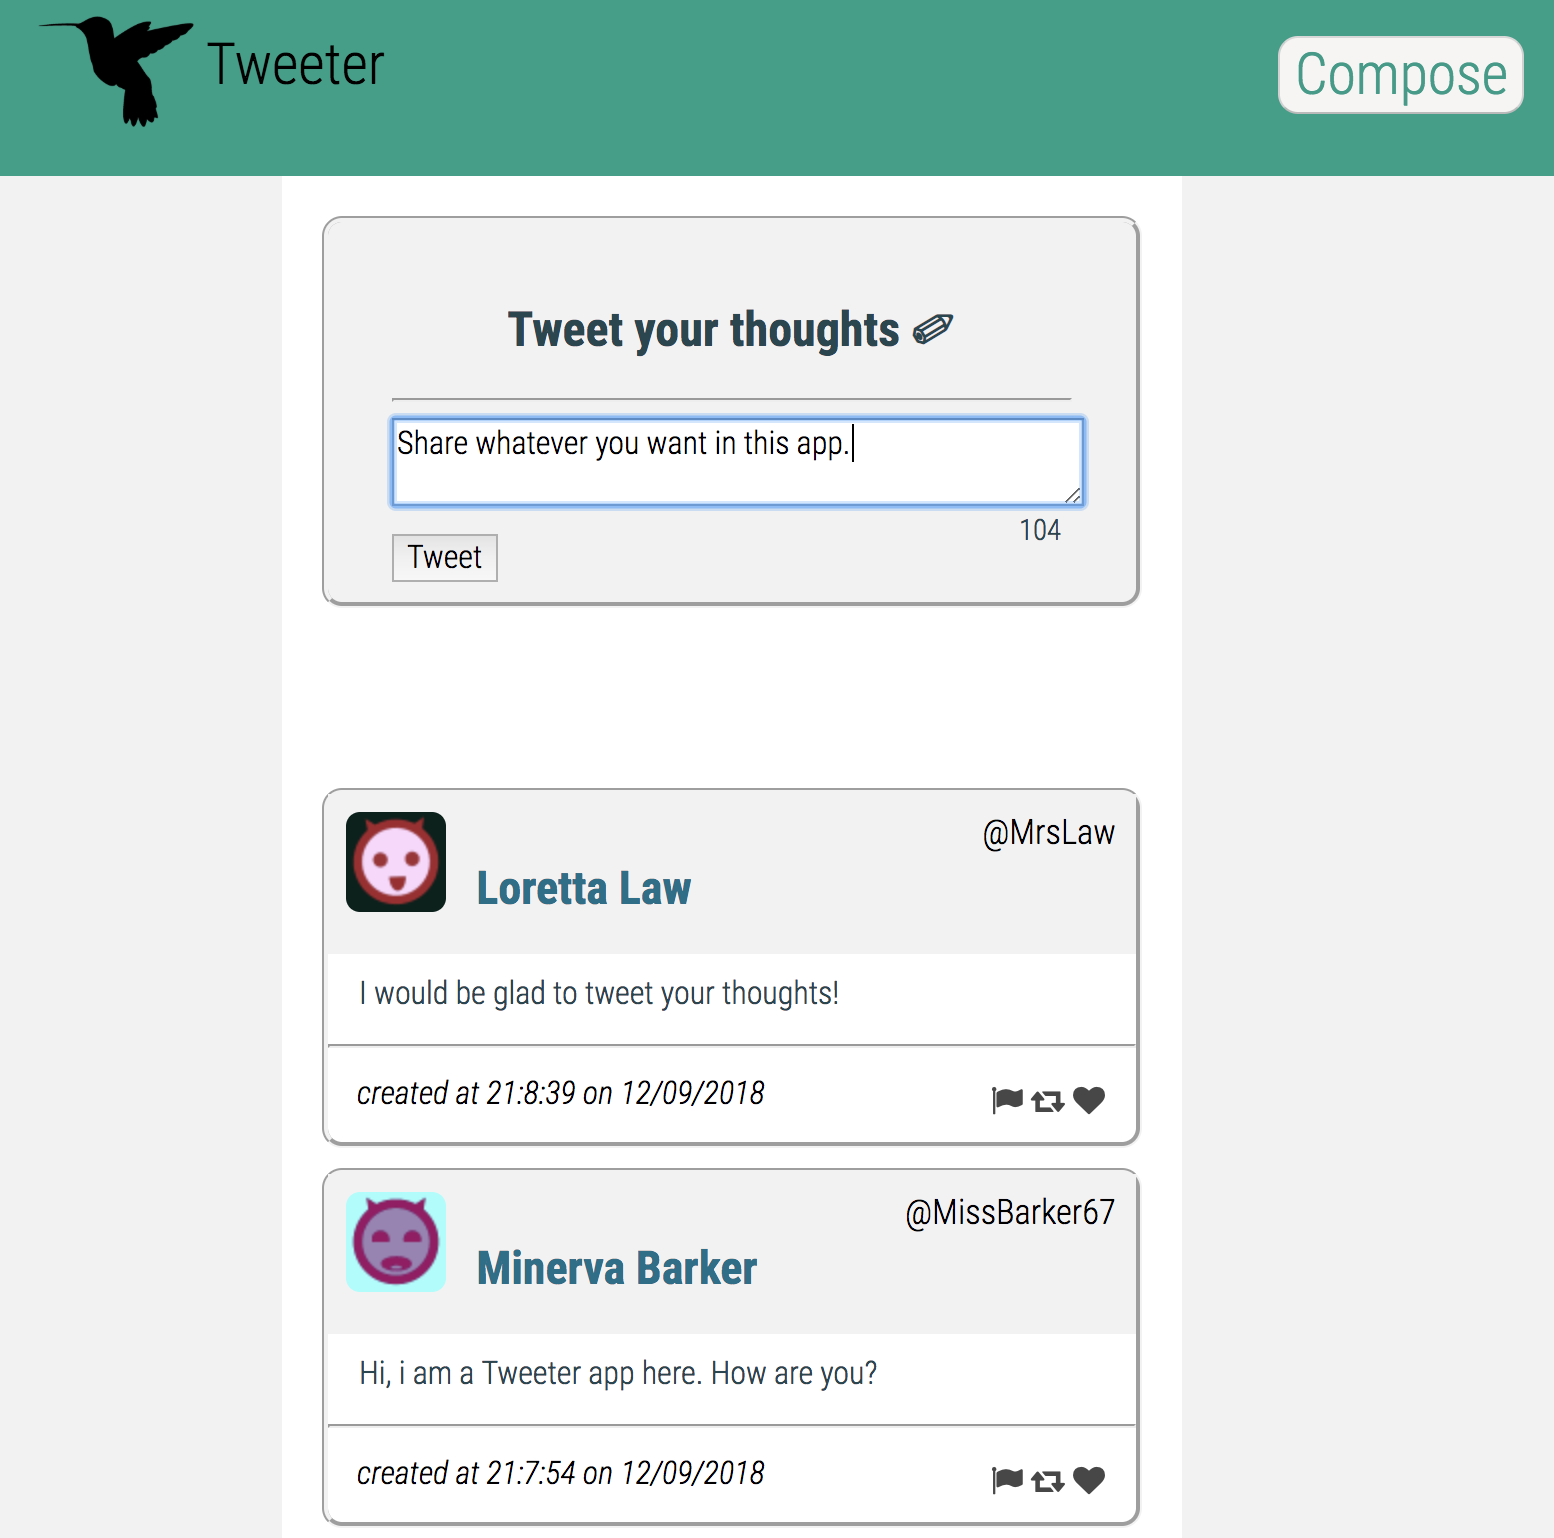 Tweeter
Compose
Tweet your thoughts
Share whatever you want in this app.
104
Tweet
@MrsLaw
Loretta Law
I would be glad to tweet your thoughts!
created at 21:8:39 on 12/09/2018
@MissBarker67
Minerva Barker
Hi, i am a Tweeter app here. How are you?
created at 21:7:54 on 12/09/2018